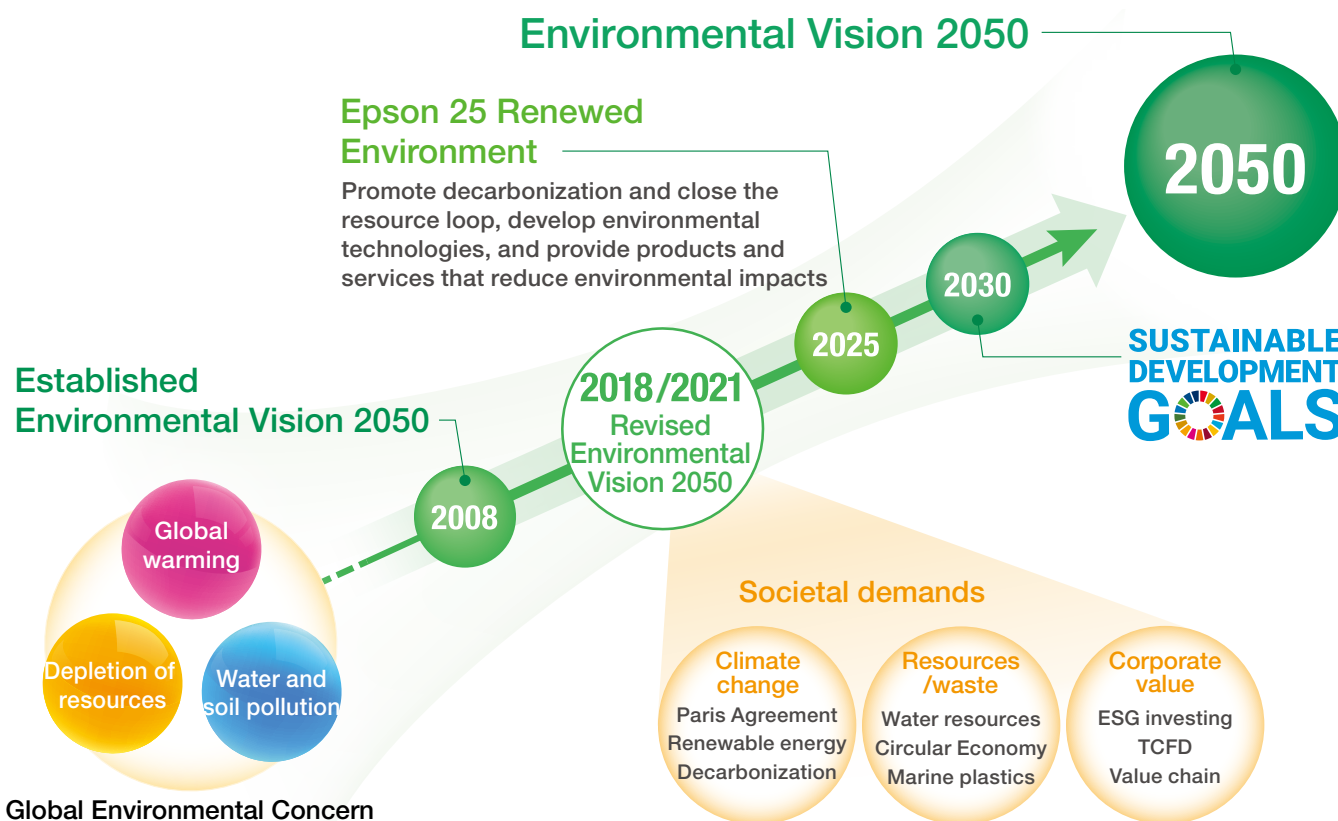 Environmental Vision 2050
2050
Epson 25 Renewed
Environment
Promote decarbonization and close the
resource loop, develop environmental
technologies, and provide products and
services that reduce environmental impacts
2030
2025
SUSTAINABLE
DEVELOPMENT
GOALS
2018/2021
Revised
Environmental
Vision 2050
Established
Environmental Vision 2050
2008
Global
warming
Depletion of
resources
Water and
soil pollution
Global Environmental Concern
Societal demands
Climate
change
Paris Agreement
Renewable energy
Decarbonization
Resources
/waste
Water resources
Circular Economy
Marine plastics
Corporate
value
ESG investing
TCFD
Value chain